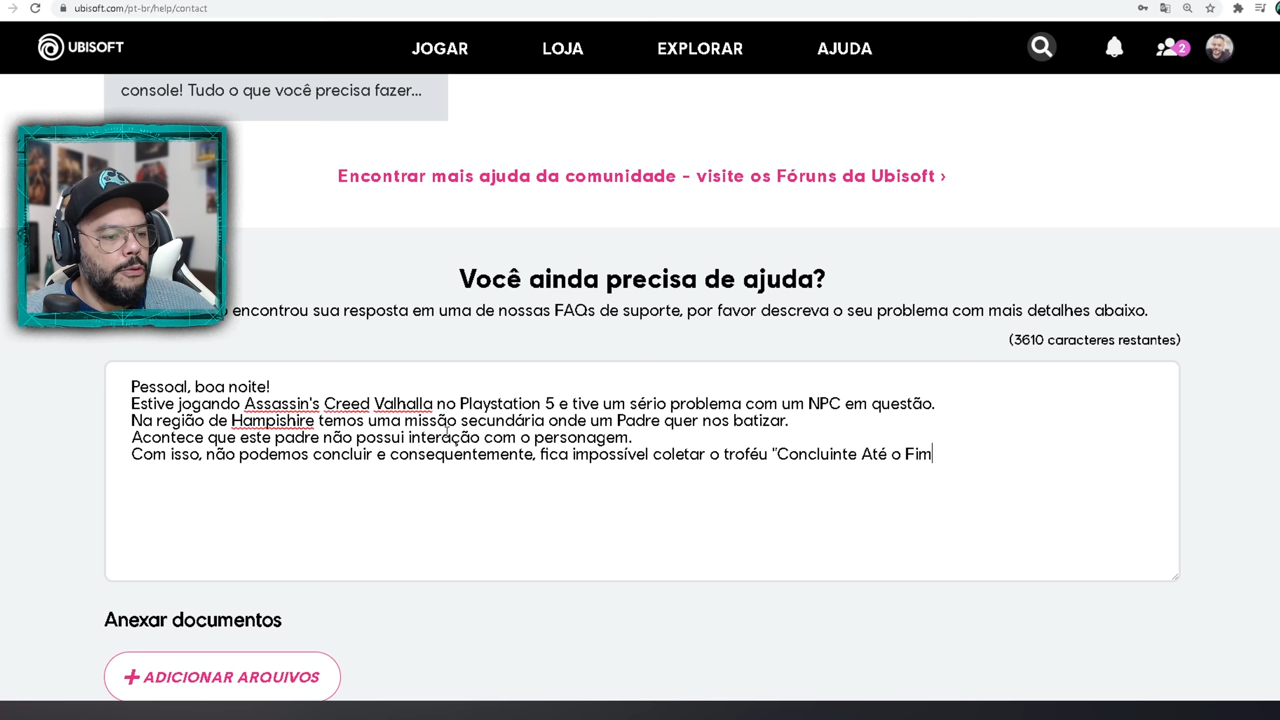 ubisoft.com/pt-br/help/contact
UBISOFT
JOGAR
LOJA
EXPLORAR
AJUDA
2
console! Tudo o que você precisa fazer...
Encontrar mais ajuda da comunidade - visite os Fóruns da Ubisoft ›
Você ainda precisa de ajuda?
encontrou sua resposta em uma de nossas FAQs de suporte, por favor descreva o seu problema com mais detalhes abaixo.
(3610 caracteres restantes)
Pessoal, boa noite!
Estive jogando Assassin's Creed Valhalla no Playstation 5 e tive um sério problema com um NPC em questão.
Na região de Hampishire temos uma missão secundária onde um Padre quer nos batizar.
Acontece que este padre não possui interação com o personagem.
Com isso, não podemos concluir e consequentemente, fica impossível coletar o troféu "Concluinte Até o Fim
Anexar documentos
+ ADICIONAR ARQUIVOS